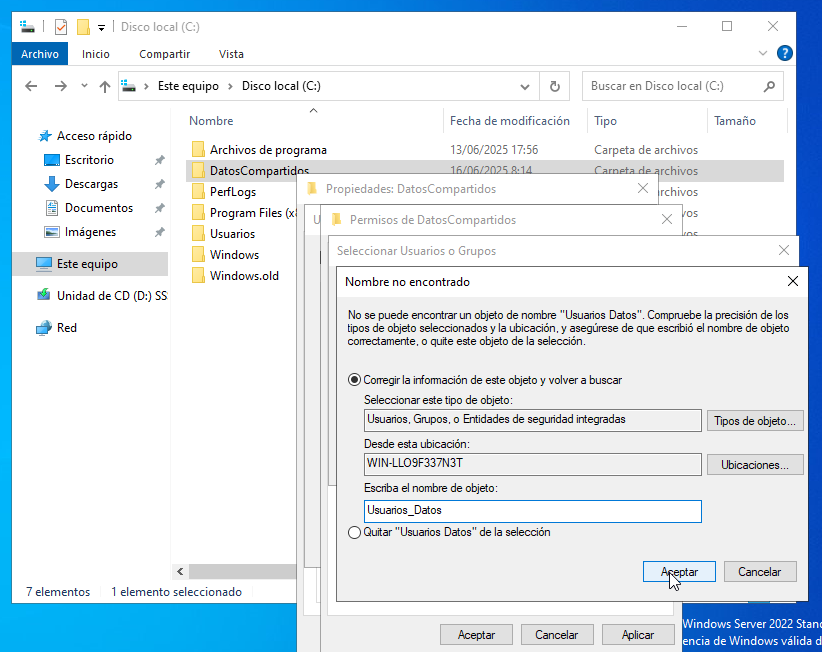 Disco local (C:)
Archivo Inicio Compartir Vista
Este equipo Disco local (C:)
Buscar en Disco local (C:)
Nombre Fecha de modificación Tipo Tamaño
Acceso rápido
Escritorio
Descargas
Documentos
Imágenes
Este equipo
Unidad de CD (D:) SS
Red
Archivos de programa 13/06/2025 17:56 Carpeta de archivos
DatosCompartidos 16/06/2025 8:14 Carpeta de archivos
PerfLogs
Program Files (x8
Usuarios
Windows
Windows.old
7 elementos 1 elemento seleccionado
Propiedades: DatosCompartidos
Permisos de DatosCompartidos
Seleccionar Usuarios o Grupos
Nombre no encontrado
No se puede encontrar un objeto de nombre "Usuarios Datos". Compruebe la precisión de los
tipos de objeto seleccionados y la ubicación, y asegúrese de que escribió el nombre de objeto
correctamente, o quite este objeto de la selección.
Corregir la información de este objeto y volver a buscar
Seleccionar este tipo de objeto:
Usuarios, Grupos, o Entidades de seguridad integradas Tipos de objeto...
Desde esta ubicación:
WIN-LLO9F337N3T Ubicaciones...
Escriba el nombre de objeto:
Usuarios_Datos
Quitar "Usuarios Datos" de la selección
Aceptar Cancelar
Aceptar Cancelar Aplicar
Windows Server 2022 Stand
encia de Windows válida d